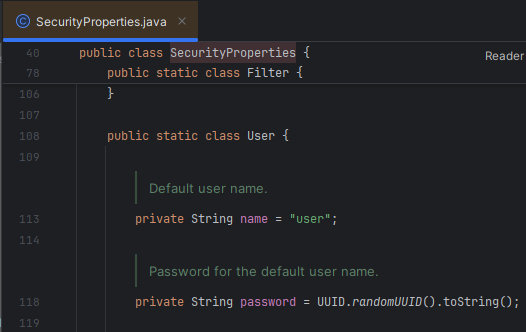 SecurityProperties.java
40 public class SecurityProperties {
Reader
78 public static class Filter {
106 }
107
108 public static class User {
109
Default user name.
113 private String name = "user";
114
Password for the default user name.
118 private String password = UUID.randomUUID().toString();
119